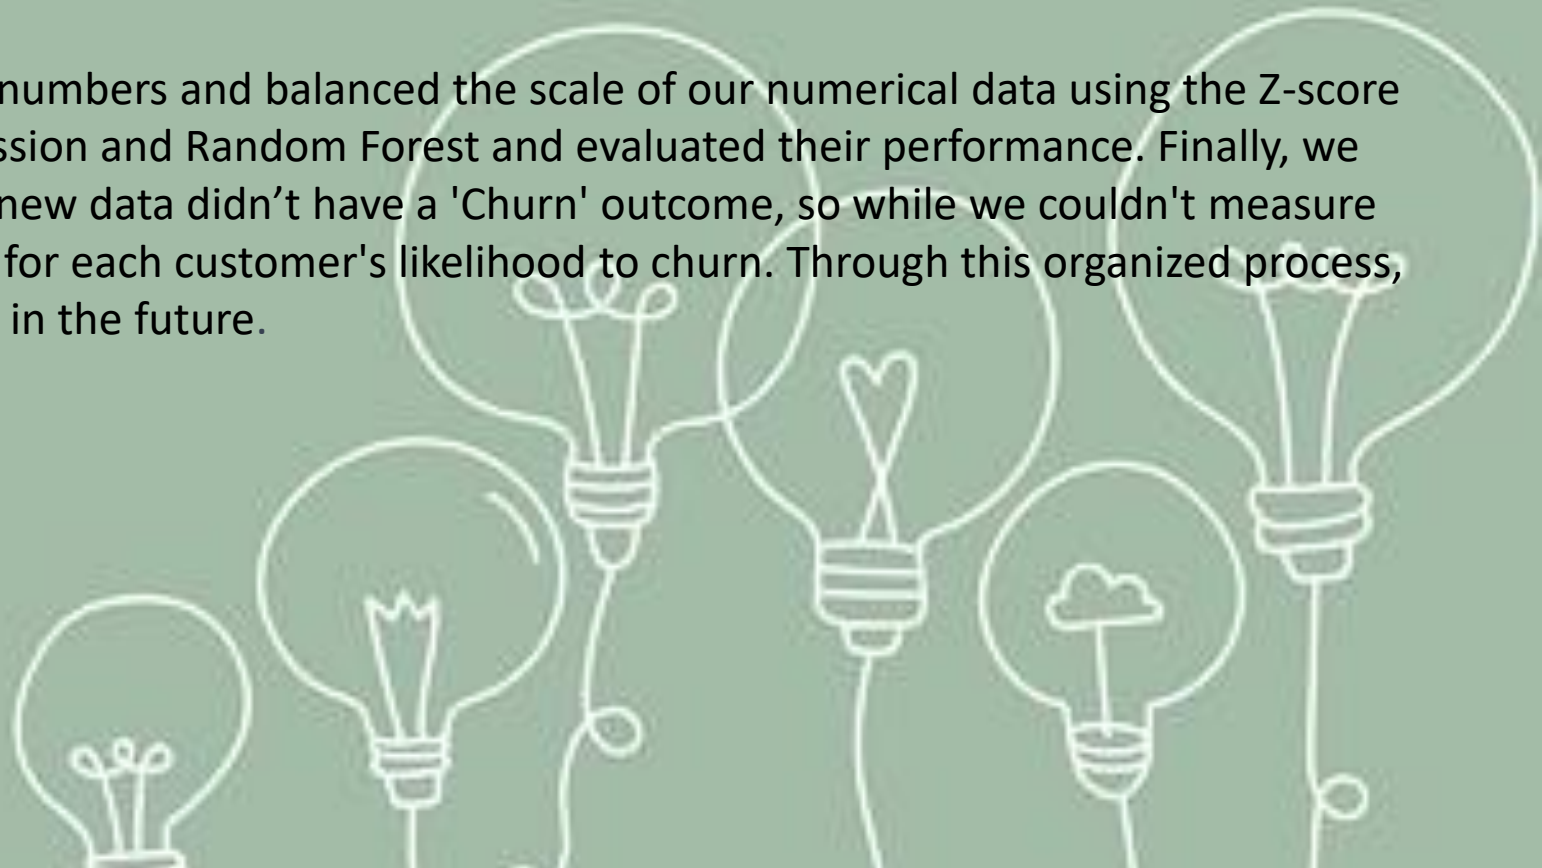 numbers and balanced the scale of our numerical data using the Z-score
ssion and Random Forest and evaluated their performance. Finally, we
new data didn’t have a 'Churn' outcome, so while we couldn't measure
for each customer's likelihood to churn. Through this organized process,
in the future.